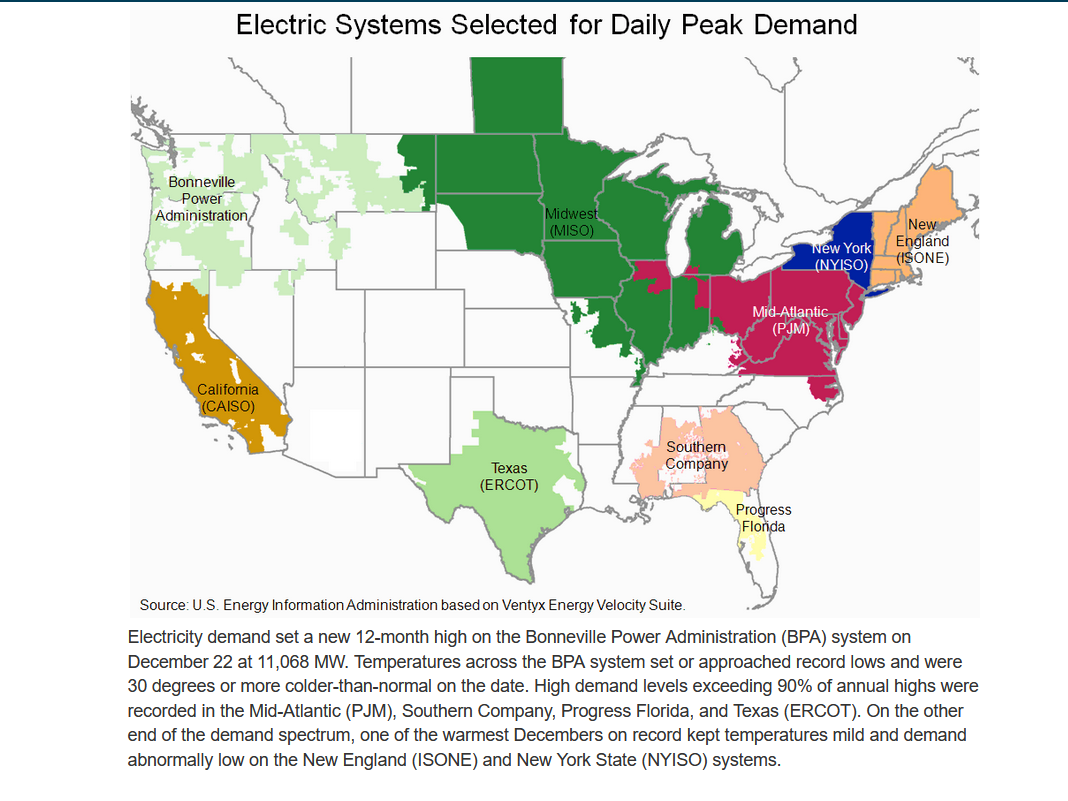 Electric Systems Selected for Daily Peak Demand
Bonneville
Power
Administration
Midwest
(MISO)
New York
(NYISO)
New
England
(ISONE)
Mid-Atlantic
(PJM)
California
(CAISO)
Texas
(ERCOT)
Southern
Company
Progress
Florida
Source: U.S. Energy Information Administration based on Ventyx Energy Velocity Suite.
Electricity demand set a new 12-month high on the Bonneville Power Administration (BPA) system on
December 22 at 11,068 MW. Temperatures across the BPA system set or approached record lows and were
30 degrees or more colder-than-normal on the date. High demand levels exceeding 90% of annual highs were
recorded in the Mid-Atlantic (PJM), Southern Company, Progress Florida, and Texas (ERCOT). On the other
end of the demand spectrum, one of the warmest Decembers on record kept temperatures mild and demand
abnormally low on the New England (ISONE) and New York State (NYISO) systems.